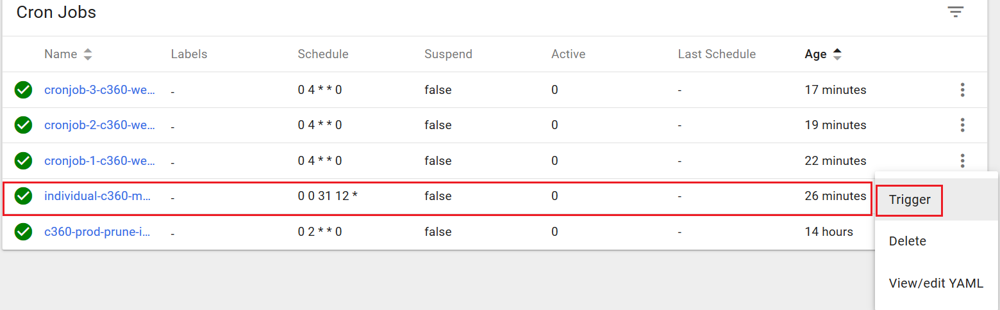 Cron Jobs
Name Labels Schedule Suspend Active Last Schedule Age
cronjob-3-c360-we... - 0 4 * * 0 false 0 - 17 minutes
cronjob-2-c360-we... - 0 4 * * 0 false 0 - 19 minutes
cronjob-1-c360-we... - 0 4 * * 0 false 0 - 22 minutes
individual-c360-m... - 0 0 31 12 * false 0 - 26 minutes
Trigger
c360-prod-prune-i... - 0 2 * * 0 false 0 - 14 hours
Delete
View/edit YAML